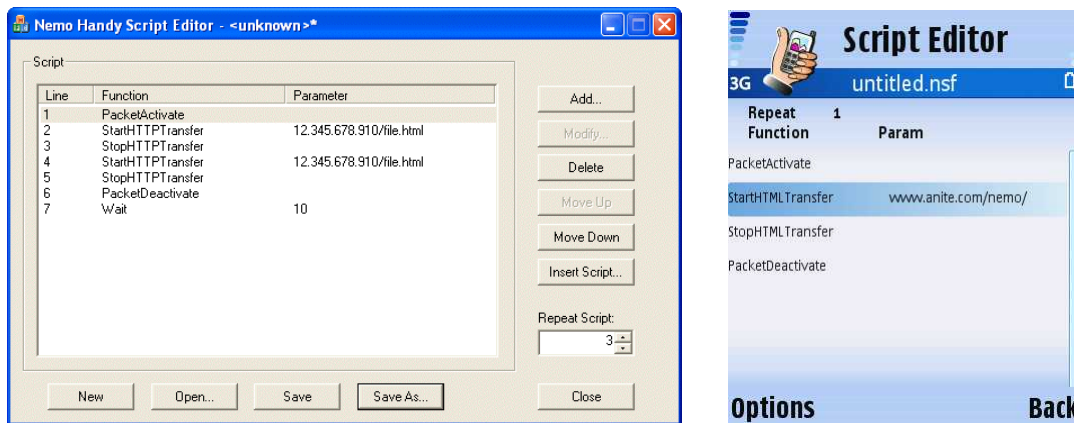 Nemo Handy Script Editor - <unknown>*
Script
Line Function Parameter
1 PacketActivate
2 StartHTTPTransfer 12.345.678.910/file.html
3 StopHTTPTransfer
4 StartHTTPTransfer 12.345.678.910/file.html
5 StopHTTPTransfer
6 PacketDeactivate
7 Wait 10
Add...
Modify...
Delete
Move Up
Move Down
Insert Script...
Repeat Script:
3
New Open... Save Save As... Close
Script Editor
3G untitled.nsf
Repeat 1
Function Param
PacketActivate
StartHTMLTransfer www.anite.com/nemo/
StopHTMLTransfer
PacketDeactivate
Options Back